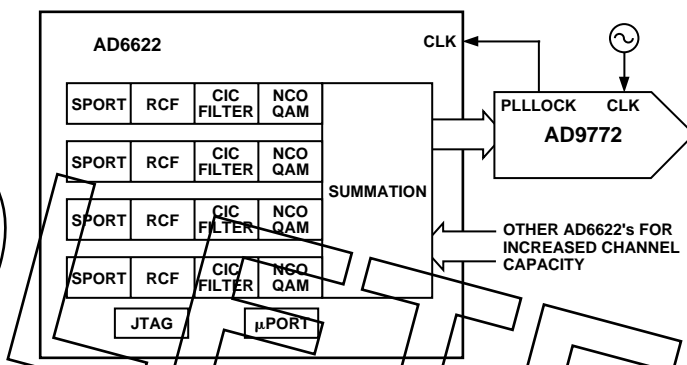 AD6622
CLK
SPORT RCF CIC FILTER NCO QAM
SPORT RCF CIC FILTER NCO QAM
SPORT RCF CIC FILTER NCO QAM
SPORT RCF CIC FILTER NCO QAM
SUMMATION
JTAG
µPORT
PLLLOCK CLK
AD9772
OTHER AD6622's FOR
INCREASED CHANNEL
CAPACITY